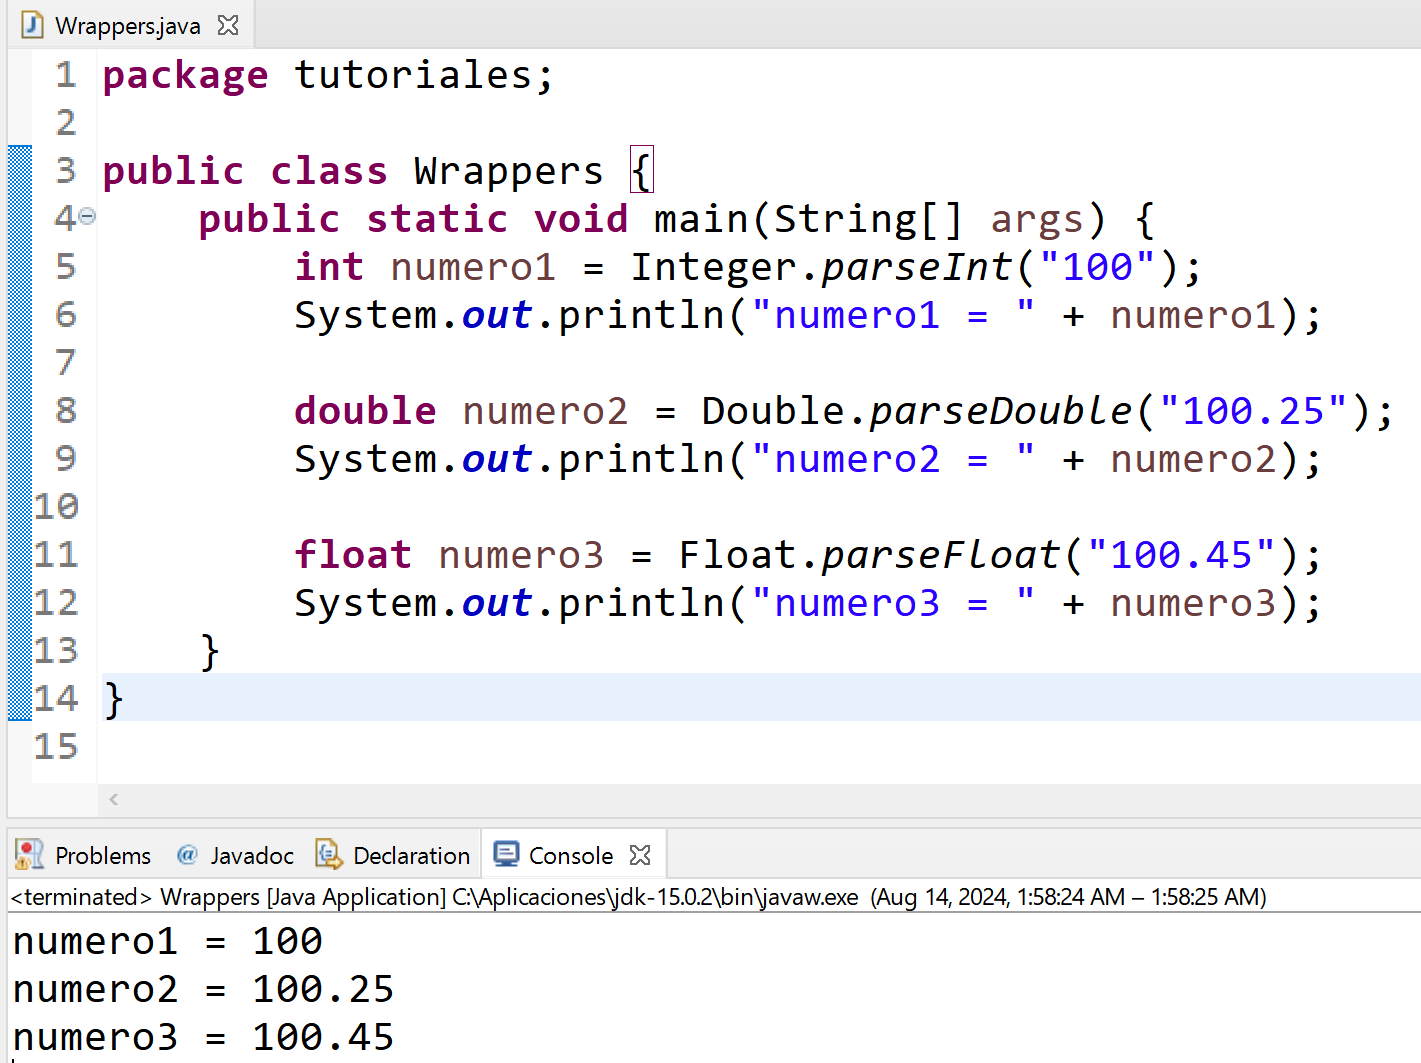 Wrappers.java
1 package tutoriales;
2
3 public class Wrappers {
4     public static void main(String[] args) {
5         int numero1 = Integer.parseInt("100");
6         System.out.println("numero1 = " + numero1);
7
8         double numero2 = Double.parseDouble("100.25");
9         System.out.println("numero2 = " + numero2);
10
11         float numero3 = Float.parseFloat("100.45");
12         System.out.println("numero3 = " + numero3);
13     }
14 }
15
Problems @ Javadoc Declaration Console
<terminated> Wrappers [Java Application] C:\Aplicaciones\jdk-15.0.2\bin\javaw.exe (Aug 14, 2024, 1:58:24 AM – 1:58:25 AM)
numero1 = 100
numero2 = 100.25
numero3 = 100.45